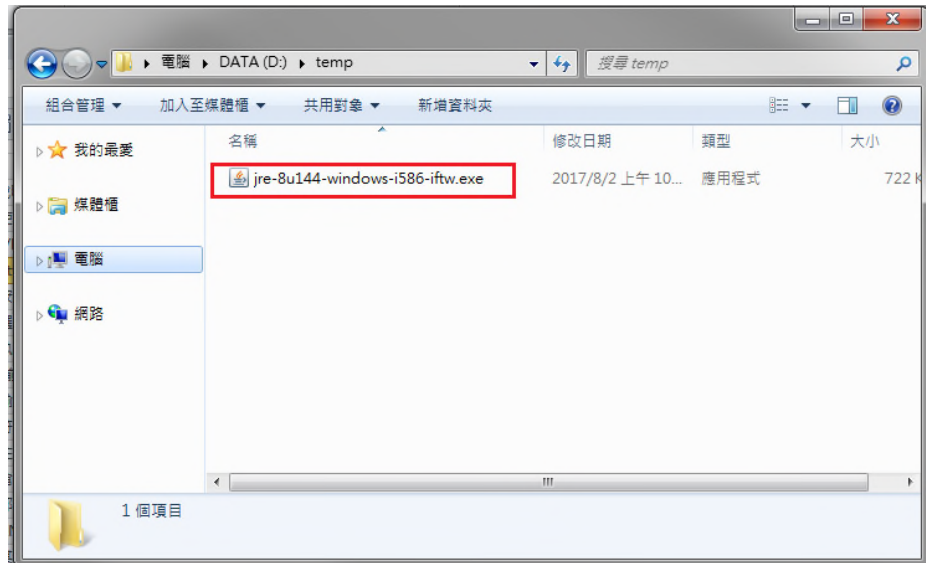 電腦 ▸ DATA (D:) ▸ temp 搜尋 temp
組合管理 加入至媒體櫃 共用對象 新增資料夾
名稱 修改日期 類型 大小
我的最愛
jre-8u144-windows-i586-iftw.exe 2017/8/2 上午 10... 應用程式 722 K
媒體櫃
電腦
網路
1 個項目